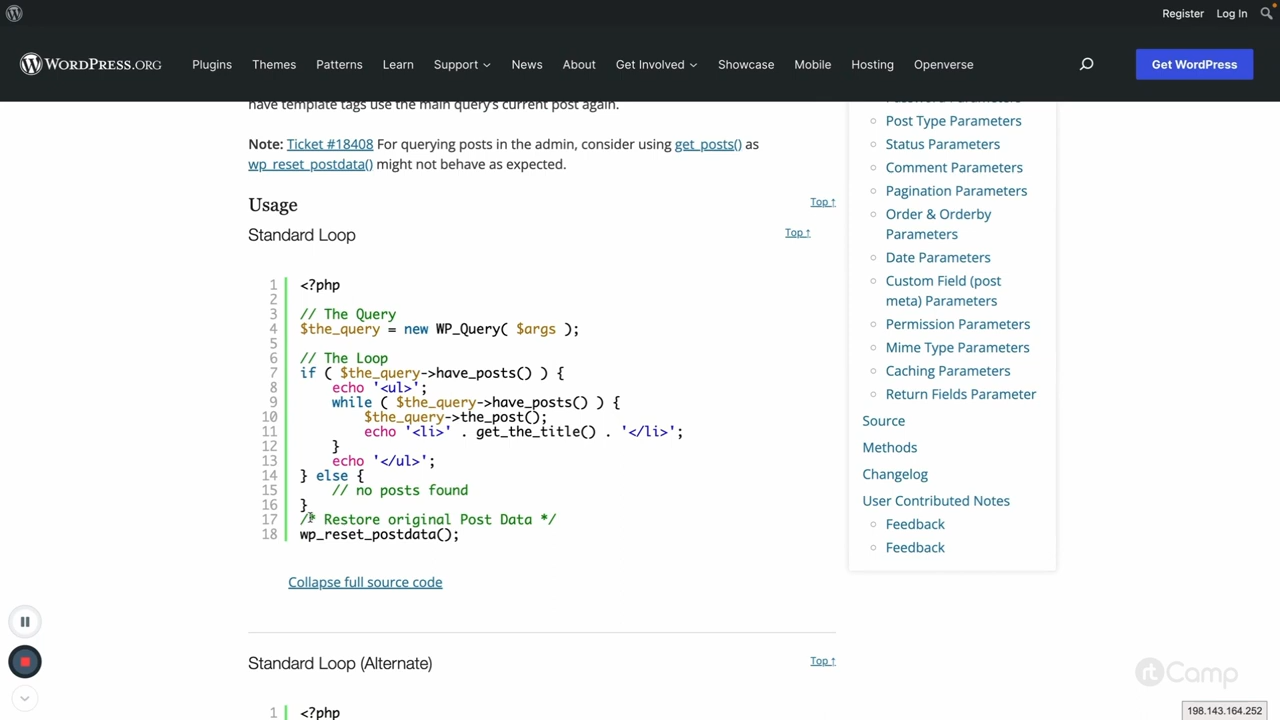 Register
Log In
WORDPRESS.ORG
Plugins
Themes
Patterns
Learn
Support
News
About
Get Involved
Showcase
Mobile
Hosting
Openverse
Get WordPress
have template tags use the main query's current post again.
Note: Ticket #18408 For querying posts in the admin, consider using get_posts() as
wp_reset_postdata() might not behave as expected.
Usage
Top ↑
Standard Loop
Top ↑
1 <?php
2
3 // The Query
4 $the_query = new WP_Query( $args );
5
6 // The Loop
7 if ( $the_query->have_posts() ) {
8 echo '<ul>';
9 while ( $the_query->have_posts() ) {
10 $the_query->the_post();
11 echo '<li>' . get_the_title() . '</li>';
12 }
13 echo '</ul>';
14 } else {
15 // no posts found
16 }
17 /* Restore original Post Data */
18 wp_reset_postdata();
Collapse full source code
Standard Loop (Alternate)
Top ↑
1 <?php
Password Parameters
Post Type Parameters
Status Parameters
Comment Parameters
Pagination Parameters
Order & Orderby
Parameters
Date Parameters
Custom Field (post
meta) Parameters
Permission Parameters
Mime Type Parameters
Caching Parameters
Return Fields Parameter
Source
Methods
Changelog
User Contributed Notes
Feedback
Feedback
rtCamp
198.143.164.252